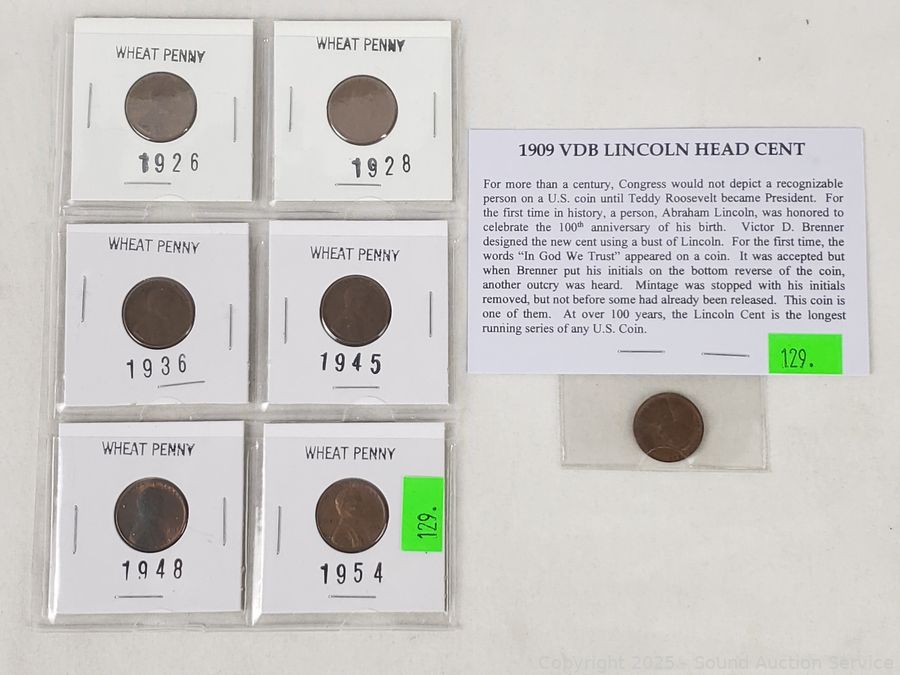 WHEAT PENNY
1926
WHEAT PENNY
1928
WHEAT PENNY
1936
WHEAT PENNY
1945
WHEAT PENNY
1948
WHEAT PENNY
1954
129.
1909 VDB LINCOLN HEAD CENT
For more than a century, Congress would not depict a recognizable
person on a U.S. coin until Teddy Roosevelt became President. For
the first time in history, a person, Abraham Lincoln, was honored to
celebrate the 100th anniversary of his birth. Victor D. Brenner
designed the new cent using a bust of Lincoln. For the first time, the
words “In God We Trust” appeared on a coin. It was accepted but
when Brenner put his initials on the bottom reverse of the coin,
another outcry was heard. Mintage was stopped with his initials
removed, but not before some had already been released. This coin is
one of them. At over 100 years, the Lincoln Cent is the longest
running series of any U.S. Coin.
129.
Copyright 2025 - Sound Auction Service